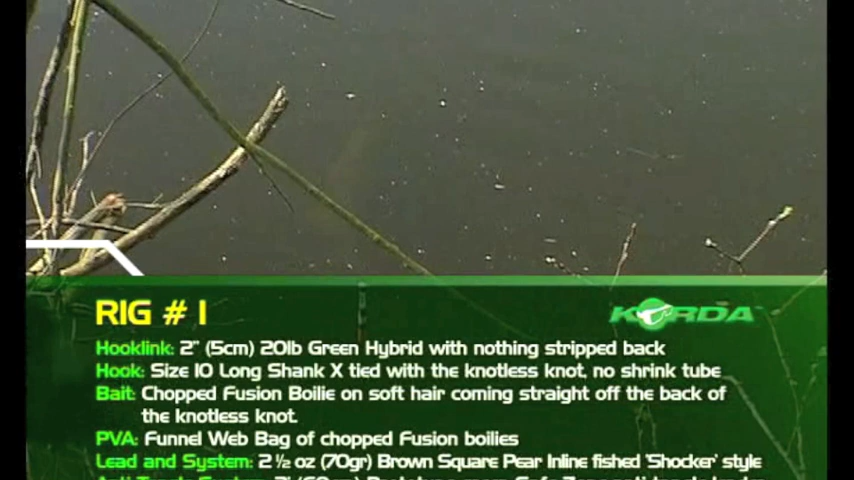 RIG # 1
KORDA
Hooklink: 2" (5cm) 20lb Green Hybrid with nothing stripped back
Hook: Size 10 Long Shank X tied with the knotless knot, no shrink tube
Bait: Chopped Fusion Boilie on soft hair coming straight off the back of
the knotless knot.
PVA: Funnel Web Bag of chopped Fusion boilies
Lead and System: 2 ½ oz (70gr) Brown Square Pear Inline fished 'Shocker' style